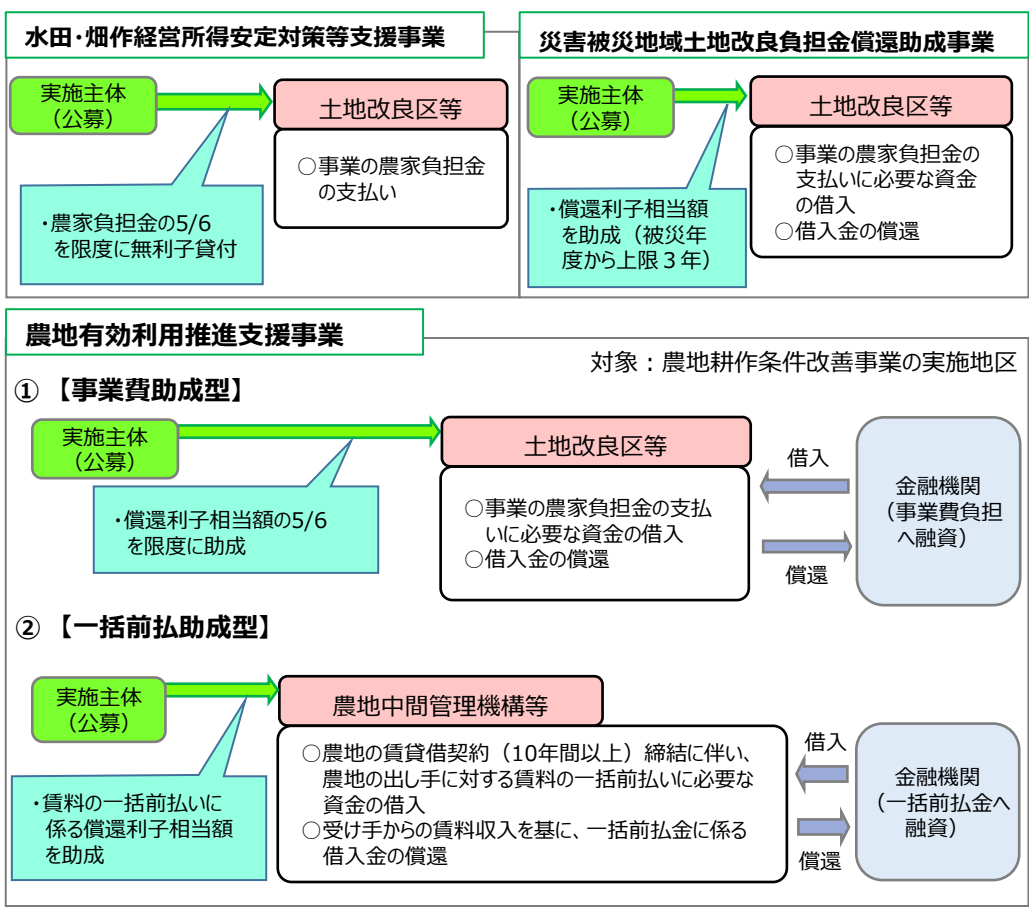 水田・畑作経営所得安定対策等支援事業
実施主体
（公募）
土地改良区等
○事業の農家負担金
の支払い
・農家負担金の5/6
を限度に無利子貸付
災害被災地域土地改良負担金償還助成事業
実施主体
（公募）
土地改良区等
○事業の農家負担金の
支払いに必要な資金
の借入
○借入金の償還
・償還利子相当額
を助成（被災年
度から上限３年）
農地有効利用推進支援事業
対象：農地耕作条件改善事業の実施地区
① 【事業費助成型】
実施主体
（公募）
土地改良区等
○事業の農家負担金の支払
いに必要な資金の借入
○借入金の償還
・償還利子相当額の5/6
を限度に助成
借入
償還
金融機関
（事業費負担
へ融資）
② 【一括前払助成型】
実施主体
（公募）
農地中間管理機構等
○農地の賃貸借契約（10年間以上）締結に伴い、
農地の出し手に対する賃料の一括前払いに必要な
資金の借入
○受け手からの賃料収入を基に、一括前払金に係る
借入金の償還
・賃料の一括前払いに
係る償還利子相当額
を助成
借入
償還
金融機関
（一括前払金へ
融資）